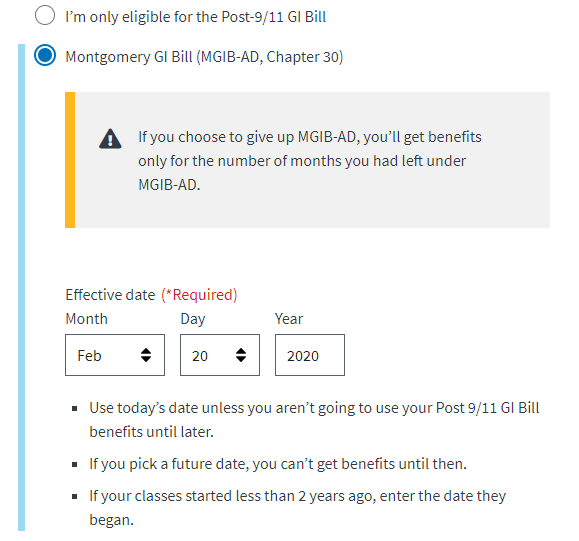 I'm only eligible for the Post-9/11 GI Bill
Montgomery GI Bill (MGIB-AD, Chapter 30)
If you choose to give up MGIB-AD, you'll get benefits
only for the number of months you had left under
MGIB-AD.
Effective date (*Required)
Month Day Year
Feb 20 2020
▪ Use today's date unless you aren't going to use your Post 9/11 GI Bill
benefits until later.
▪ If you pick a future date, you can't get benefits until then.
▪ If your classes started less than 2 years ago, enter the date they
began.